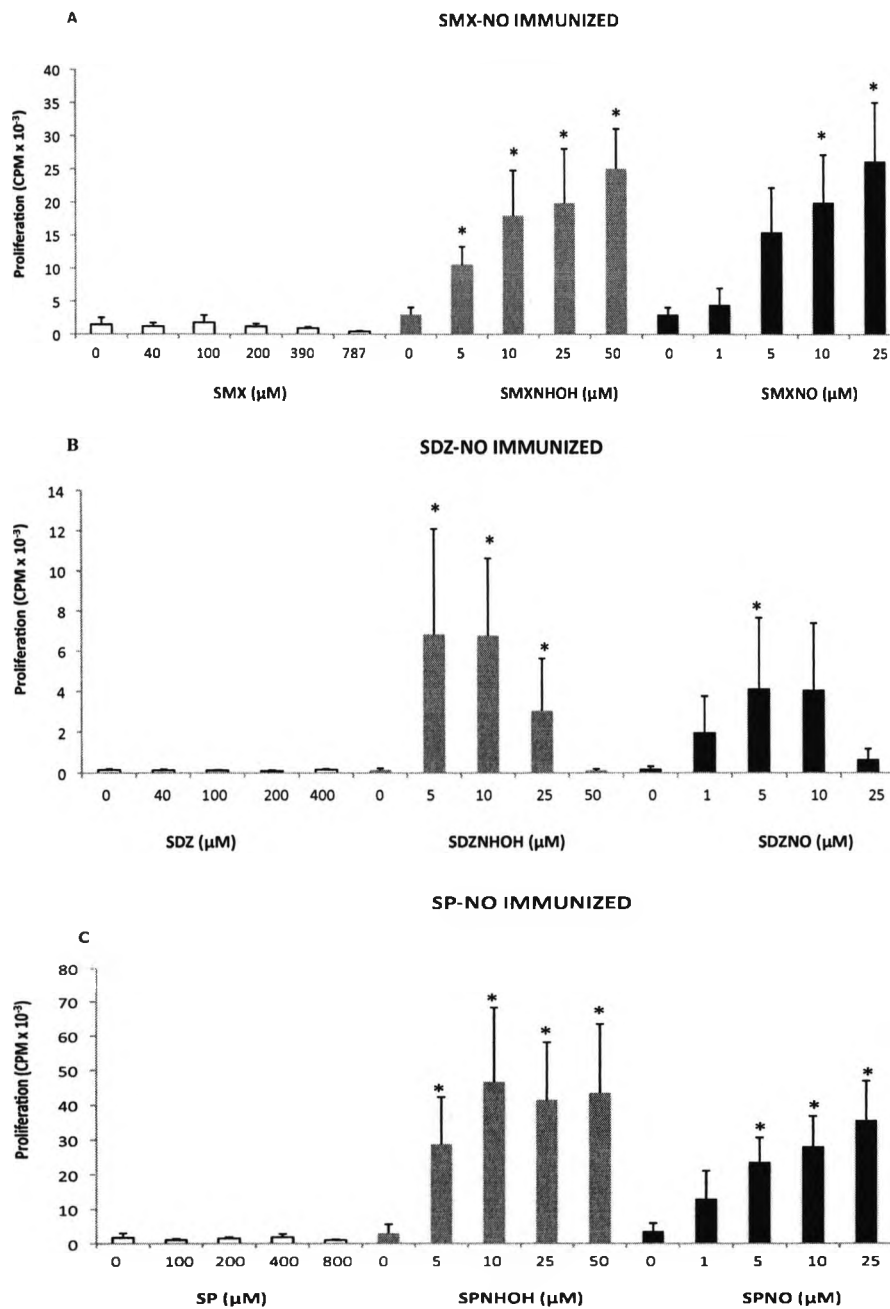 A
SMX-NO IMMUNIZED
Proliferation (CPM x 10-3)
40
35
30
25
20
15
10
5
0
* * * * * *
0 40 100 200 390 787 0 5 10 25 50 0 1 5 10 25
SMX (µM) SMXNHOH (µM) SMXNO (µM)
B
SDZ-NO IMMUNIZED
Proliferation (CPM x 10-3)
14
12
10
8
6
4
2
0
* * * *
0 40 100 200 400 0 5 10 25 50 0 1 5 10 25
SDZ (µM) SDZNHOH (µM) SDZNO (µM)
SP-NO IMMUNIZED
C
Proliferation (CPM x 10-3)
80
70
60
50
40
30
20
10
0
* * * * * * *
0 100 200 400 800 0 5 10 25 50 0 1 5 10 25
SP (µM) SPNHOH (µM) SPNO (µM)